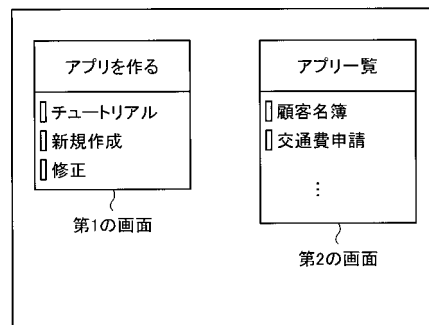 アプリを作る
チュートリアル
新規作成
修正
第1の画面
アプリ一覧
顧客名簿
交通費申請
⋮
第2の画面